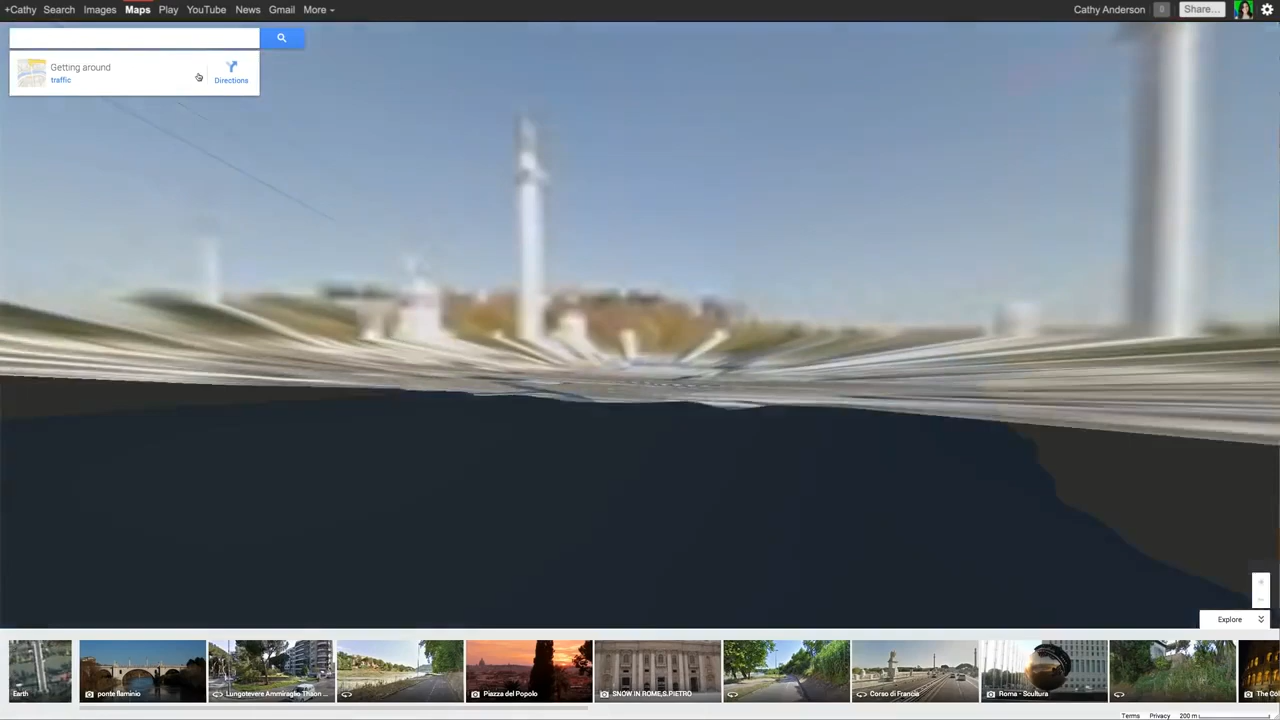 +Cathy Search Images Maps Play YouTube News Gmail More
Cathy Anderson 0 Share...
Getting around
traffic
Directions
Explore
Earth
ponte flaminio
Lungotevere Ammiraglio Thaon ...
Piazza del Popolo
SNOW IN ROME,S.PIETRO
Corso di Francia
Roma - Scultura
The Col
Terms Privacy 200 m